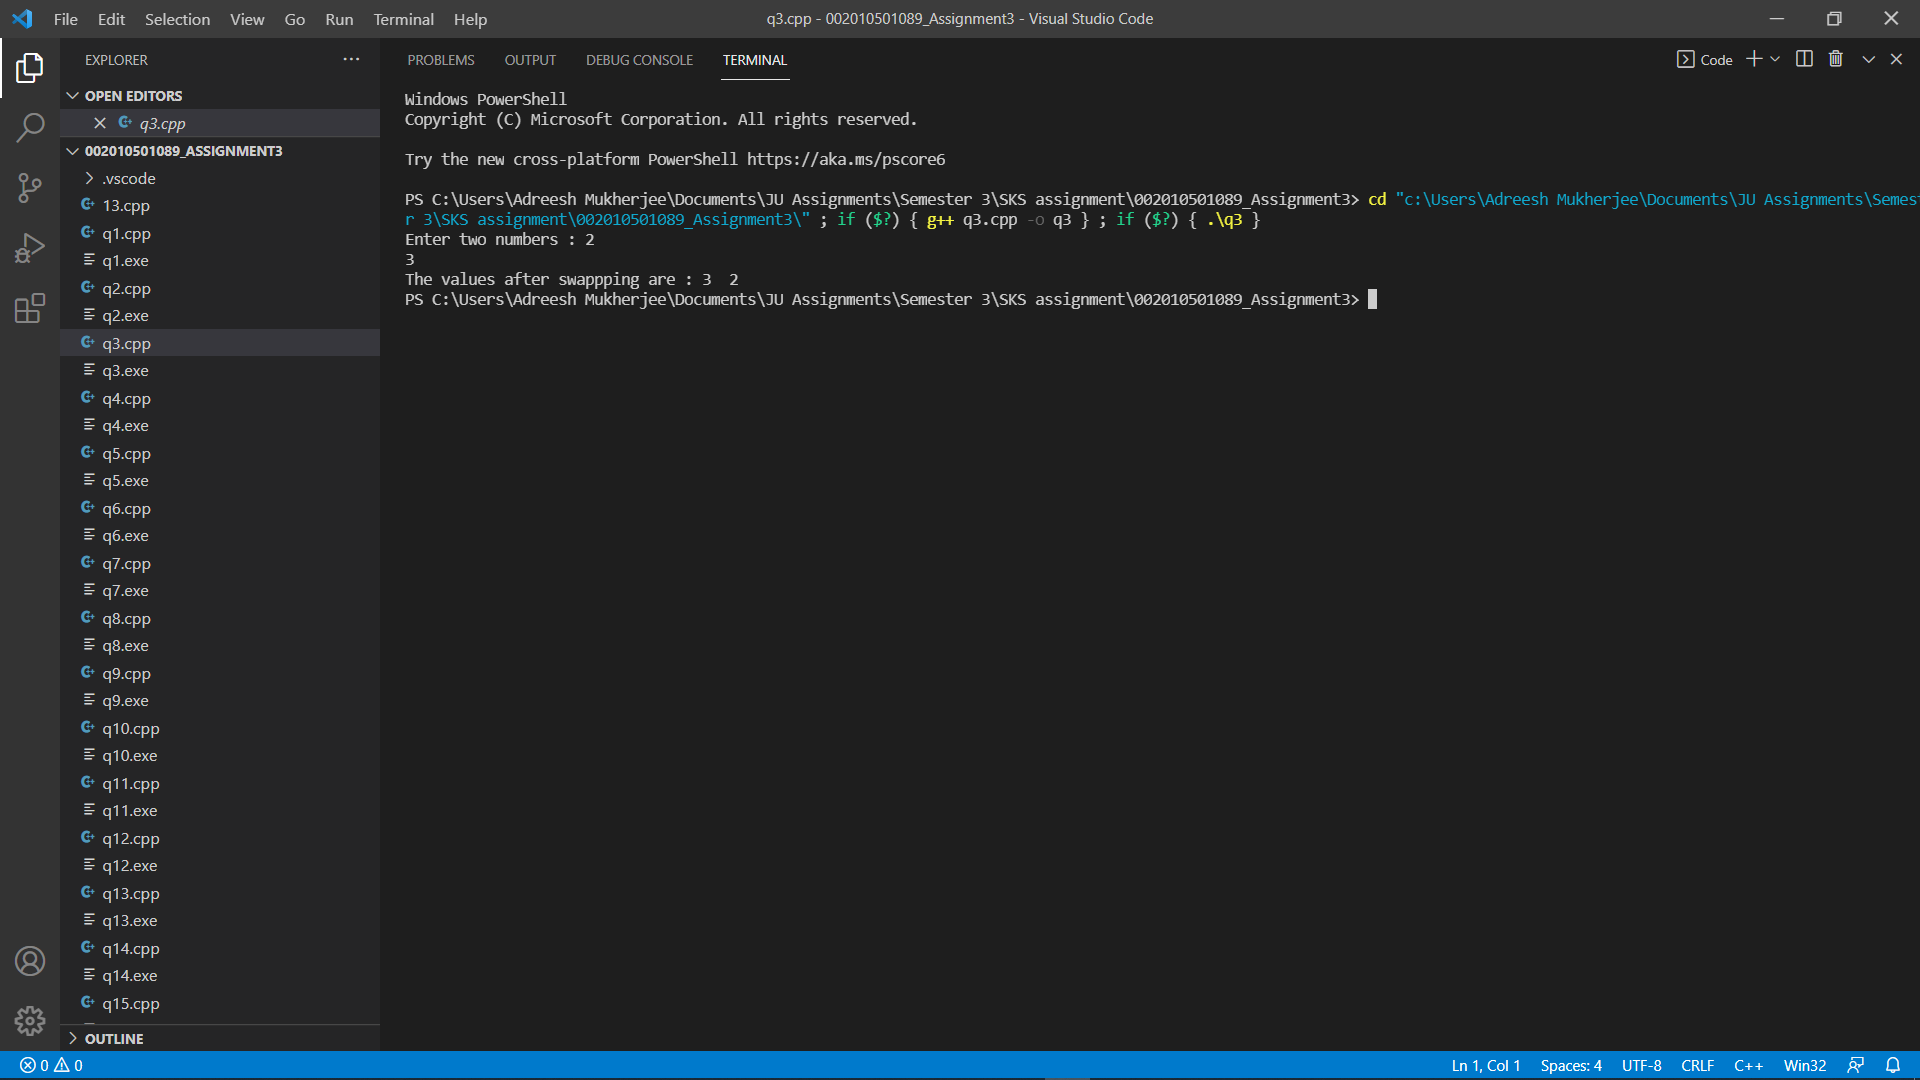 File Edit Selection View Go Run Terminal Help
q3.cpp - 002010501089_Assignment3 - Visual Studio Code
EXPLORER
OPEN EDITORS
q3.cpp
002010501089_ASSIGNMENT3
.vscode
13.cpp
q1.cpp
q1.exe
q2.cpp
q2.exe
q3.cpp
q3.exe
q4.cpp
q4.exe
q5.cpp
q5.exe
q6.cpp
q6.exe
q7.cpp
q7.exe
q8.cpp
q8.exe
q9.cpp
q9.exe
q10.cpp
q10.exe
q11.cpp
q11.exe
q12.cpp
q12.exe
q13.cpp
q13.exe
q14.cpp
q14.exe
q15.cpp
OUTLINE
PROBLEMS OUTPUT DEBUG CONSOLE TERMINAL
Code
Windows PowerShell
Copyright (C) Microsoft Corporation. All rights reserved.
Try the new cross-platform PowerShell https://aka.ms/pscore6
PS C:\Users\Adreesh Mukherjee\Documents\JU Assignments\Semester 3\SKS assignment\002010501089_Assignment3> cd "c:\Users\Adreesh Mukherjee\Documents\JU Assignments\Semes
r 3\SKS assignment\002010501089_Assignment3\" ; if ($?) { g++ q3.cpp -o q3 } ; if ($?) { .\q3 }
Enter two numbers : 2
3
The values after swappping are : 3  2
PS C:\Users\Adreesh Mukherjee\Documents\JU Assignments\Semester 3\SKS assignment\002010501089_Assignment3>
0 0
Ln 1, Col 1 Spaces: 4 UTF-8 CRLF C++ Win32